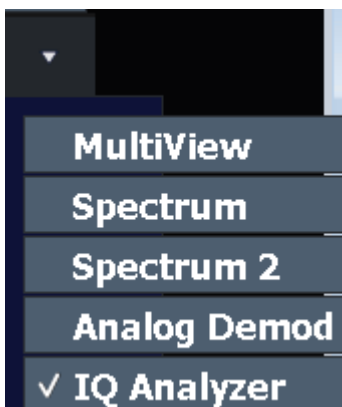 MultiView
Spectrum
Spectrum 2
Analog Demod
✓ IQ Analyzer